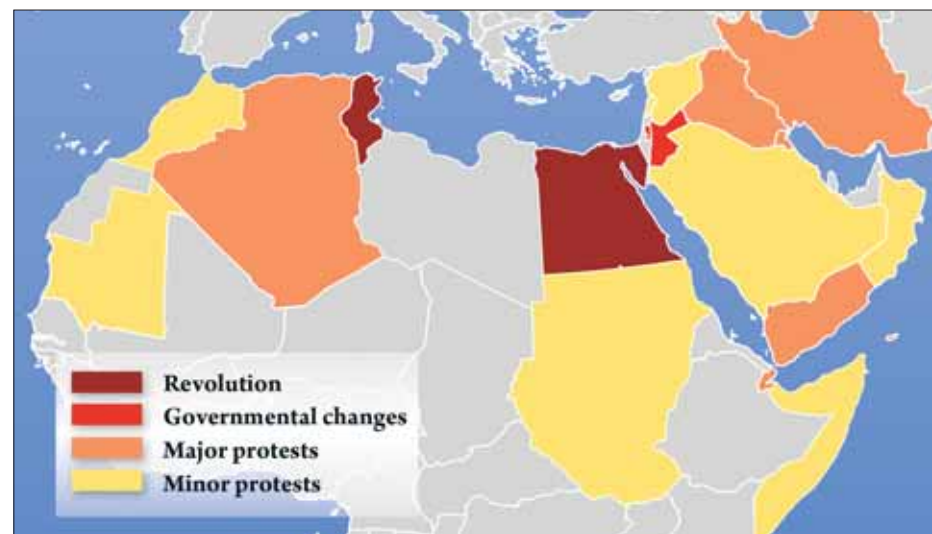 Revolution
Governmental changes
Major protests
Minor protests